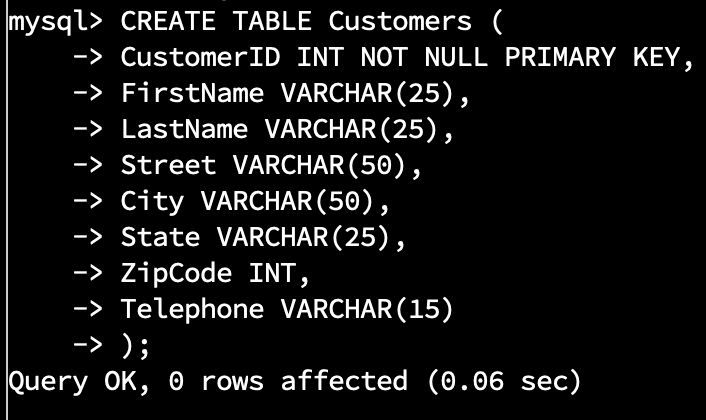 mysql> CREATE TABLE Customers (
    -> CustomerID INT NOT NULL PRIMARY KEY,
    -> FirstName VARCHAR(25),
    -> LastName VARCHAR(25),
    -> Street VARCHAR(50),
    -> City VARCHAR(50),
    -> State VARCHAR(25),
    -> ZipCode INT,
    -> Telephone VARCHAR(15)
    -> );
Query OK, 0 rows affected (0.06 sec)